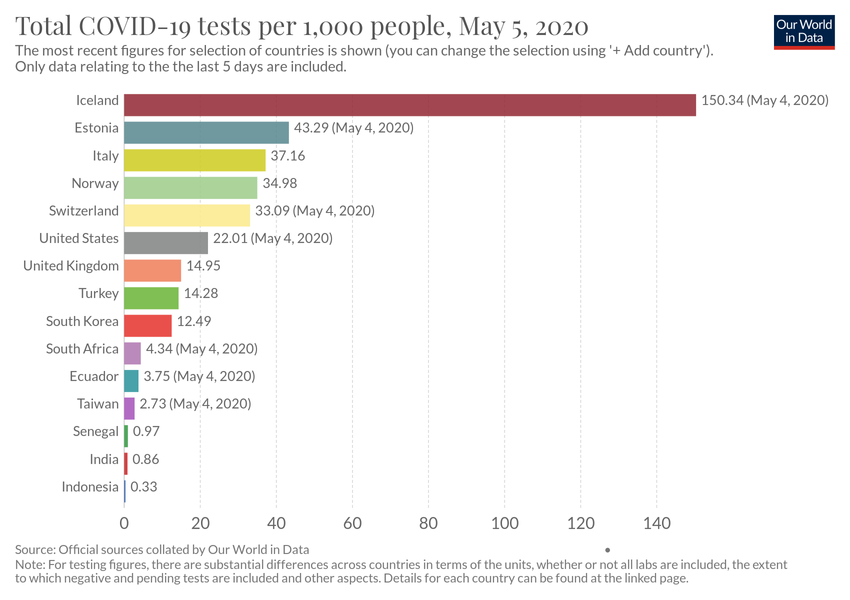 Total COVID-19 tests per 1,000 people, May 5, 2020
Our World
in Data
The most recent figures for selection of countries is shown (you can change the selection using '+ Add country').
Only data relating to the the last 5 days are included.
Iceland 150.34 (May 4, 2020)
Estonia 43.29 (May 4, 2020)
Italy 37.16
Norway 34.98
Switzerland 33.09 (May 4, 2020)
United States 22.01 (May 4, 2020)
United Kingdom 14.95
Turkey 14.28
South Korea 12.49
South Africa 4.34 (May 4, 2020)
Ecuador 3.75 (May 4, 2020)
Taiwan 2.73 (May 4, 2020)
Senegal 0.97
India 0.86
Indonesia 0.33
0 20 40 60 80 100 120 140
Source: Official sources collated by Our World in Data
Note: For testing figures, there are substantial differences across countries in terms of the units, whether or not all labs are included, the extent
to which negative and pending tests are included and other aspects. Details for each country can be found at the linked page.